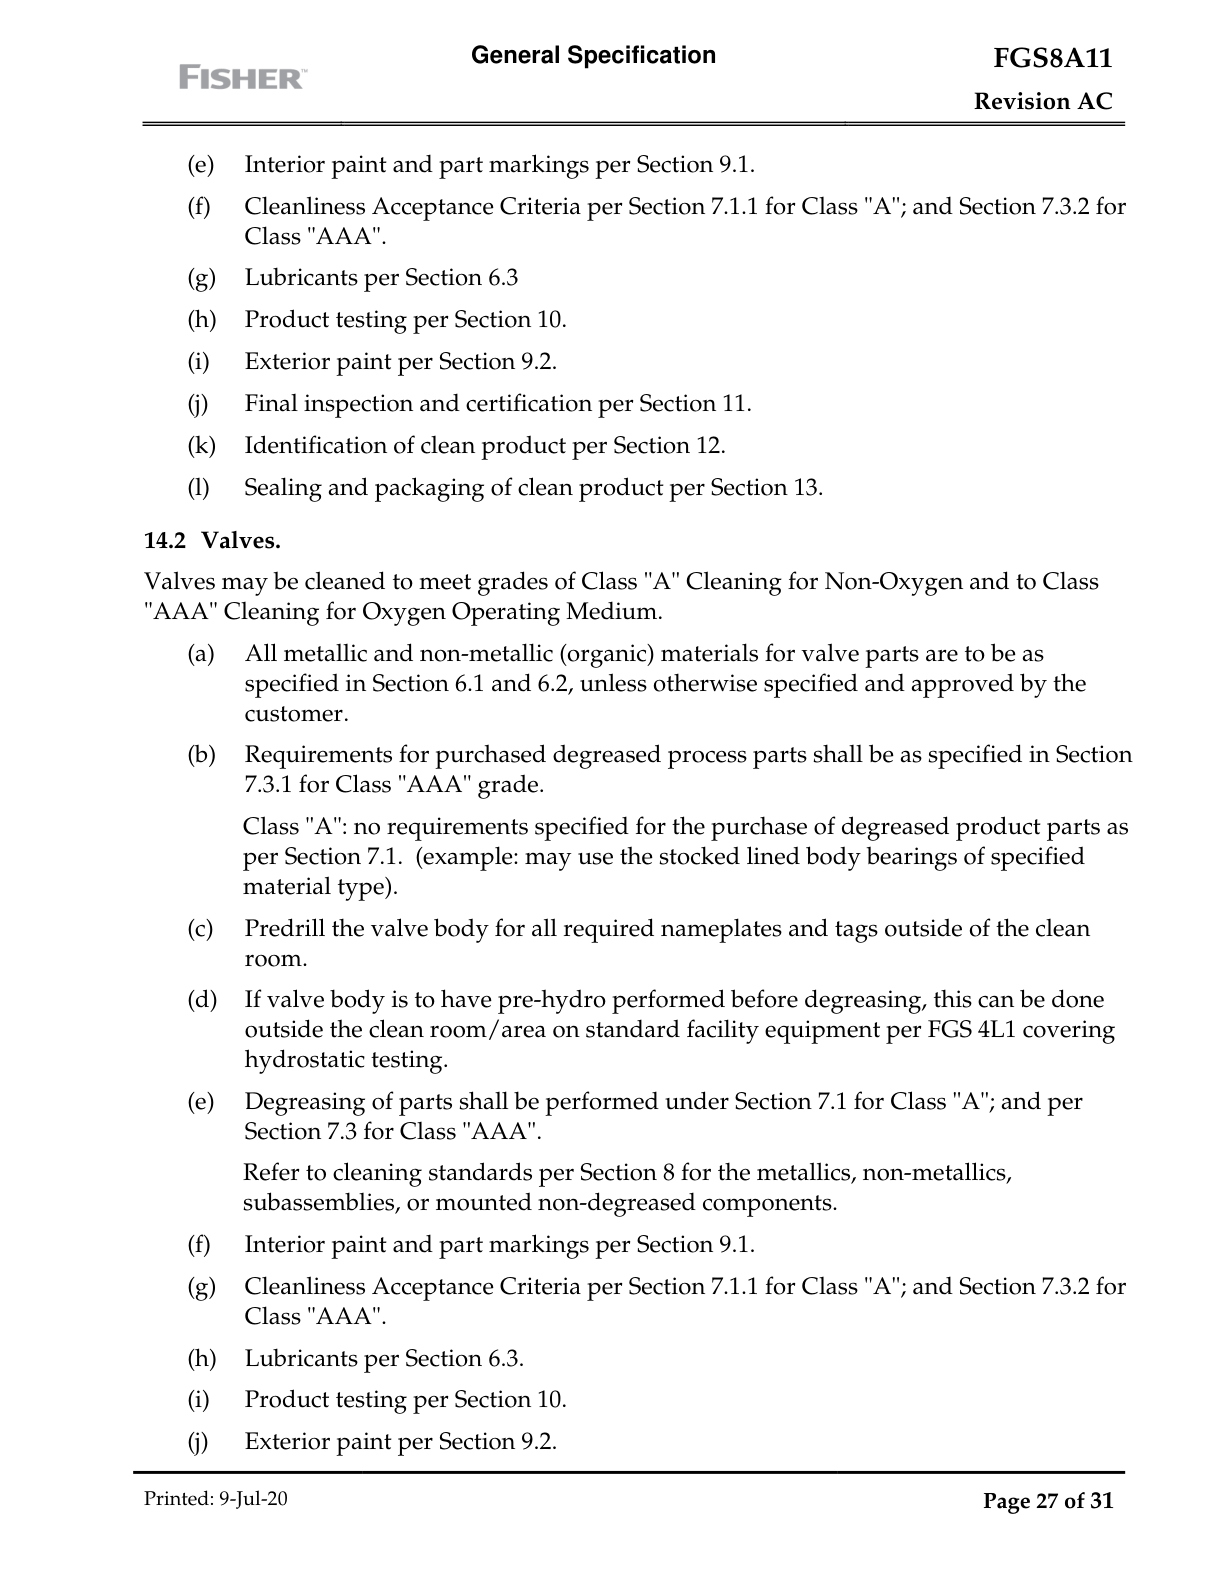 FISHER™
General Specification
FGS8A11
Revision AC
(e) Interior paint and part markings per Section 9.1.
(f) Cleanliness Acceptance Criteria per Section 7.1.1 for Class "A"; and Section 7.3.2 for
Class "AAA".
(g) Lubricants per Section 6.3
(h) Product testing per Section 10.
(i) Exterior paint per Section 9.2.
(j) Final inspection and certification per Section 11.
(k) Identification of clean product per Section 12.
(l) Sealing and packaging of clean product per Section 13.
14.2 Valves.
Valves may be cleaned to meet grades of Class "A" Cleaning for Non-Oxygen and to Class
"AAA" Cleaning for Oxygen Operating Medium.
(a) All metallic and non-metallic (organic) materials for valve parts are to be as
specified in Section 6.1 and 6.2, unless otherwise specified and approved by the
customer.
(b) Requirements for purchased degreased process parts shall be as specified in Section
7.3.1 for Class "AAA" grade.
Class "A": no requirements specified for the purchase of degreased product parts as
per Section 7.1. (example: may use the stocked lined body bearings of specified
material type).
(c) Predrill the valve body for all required nameplates and tags outside of the clean
room.
(d) If valve body is to have pre-hydro performed before degreasing, this can be done
outside the clean room/area on standard facility equipment per FGS 4L1 covering
hydrostatic testing.
(e) Degreasing of parts shall be performed under Section 7.1 for Class "A"; and per
Section 7.3 for Class "AAA".
Refer to cleaning standards per Section 8 for the metallics, non-metallics,
subassemblies, or mounted non-degreased components.
(f) Interior paint and part markings per Section 9.1.
(g) Cleanliness Acceptance Criteria per Section 7.1.1 for Class "A"; and Section 7.3.2 for
Class "AAA".
(h) Lubricants per Section 6.3.
(i) Product testing per Section 10.
(j) Exterior paint per Section 9.2.
Printed: 9-Jul-20
Page 27 of 31